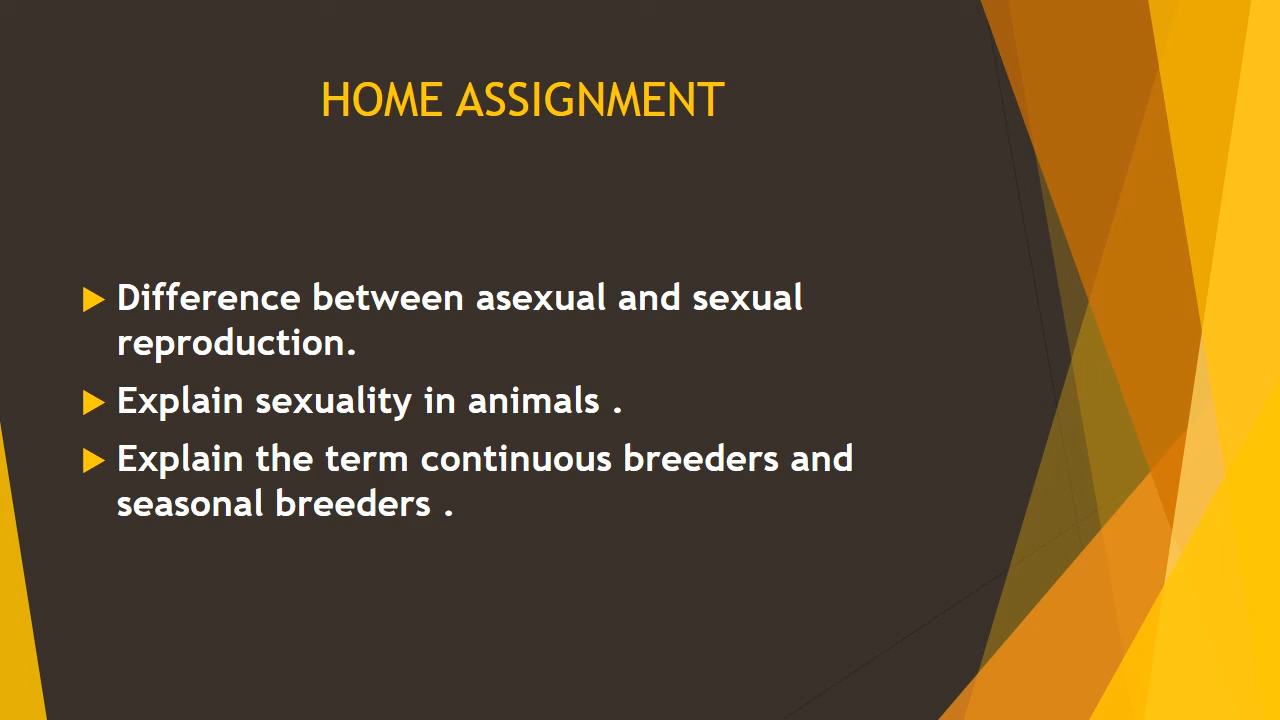 HOME ASSIGNMENT
Difference between asexual and sexual
reproduction.
Explain sexuality in animals .
Explain the term continuous breeders and
seasonal breeders .